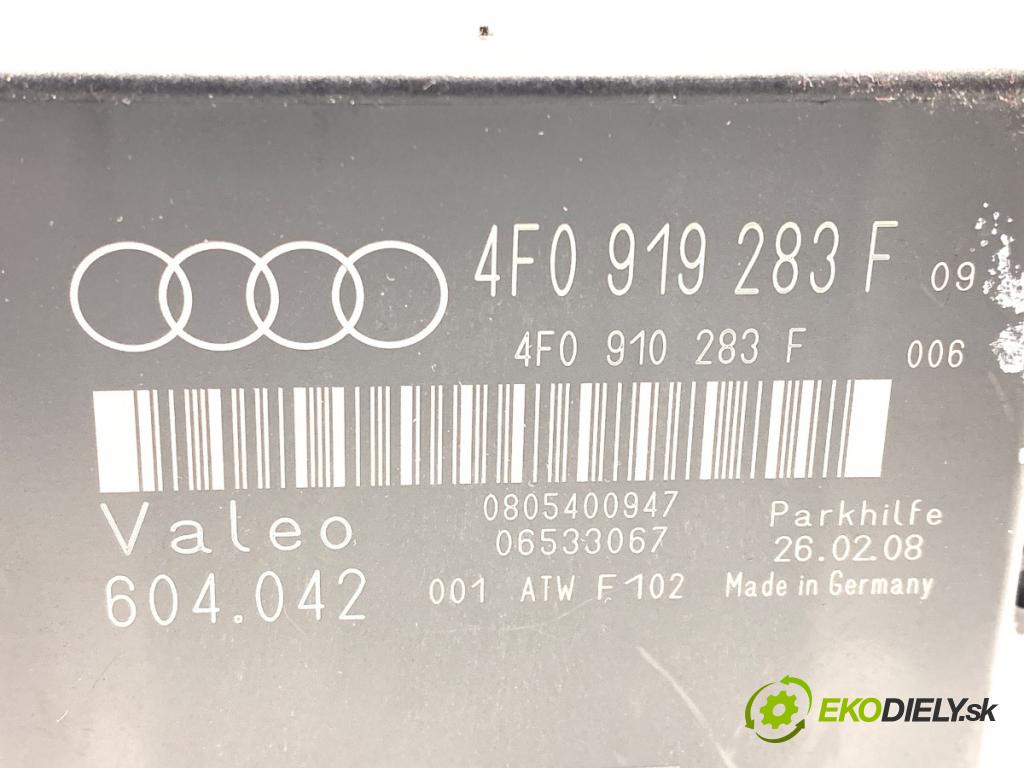 4F0 919 283 F 09
4F0 910 283 F 006
Valeo 0805400947 Parkhilfe
06533067 26.02.08
604.042 001 ATW F 102 Made in Germany
EKODIELY.sk